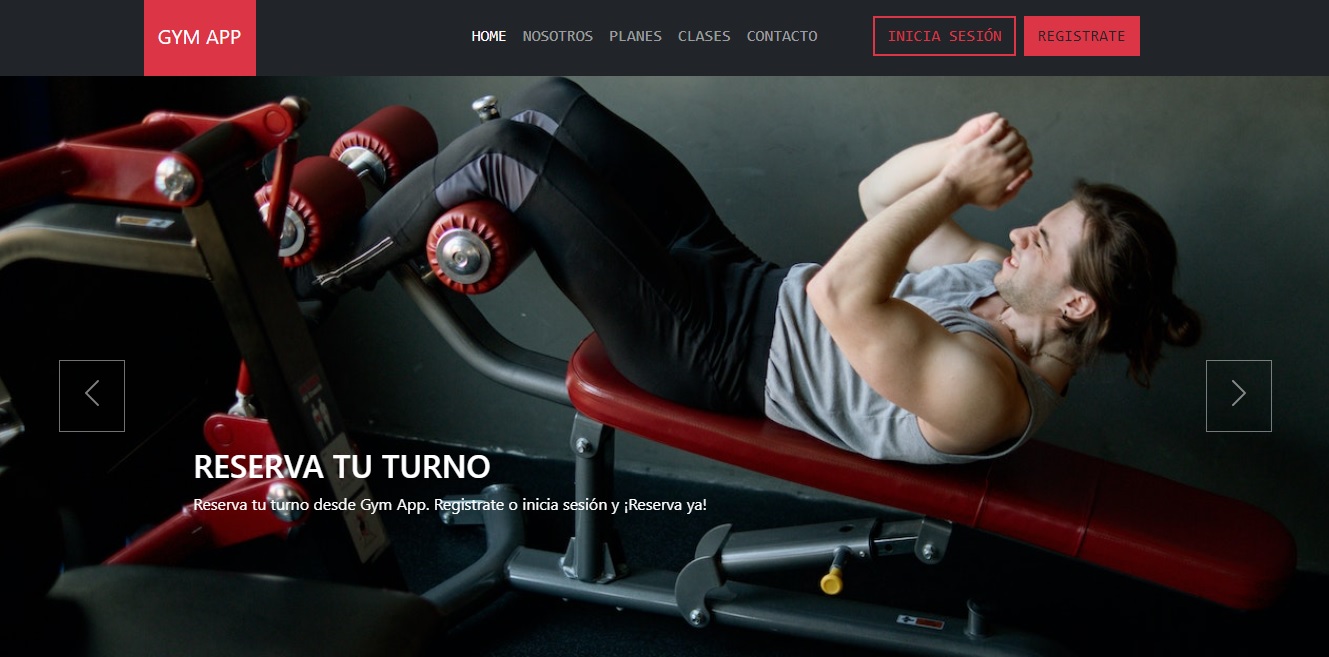 GYM APP
HOME NOSOTROS PLANES CLASES CONTACTO
INICIA SESIÓN REGISTRATE
RESERVA TU TURNO
Reserva tu turno desde Gym App. Registrate o inicia sesión y ¡Reserva ya!